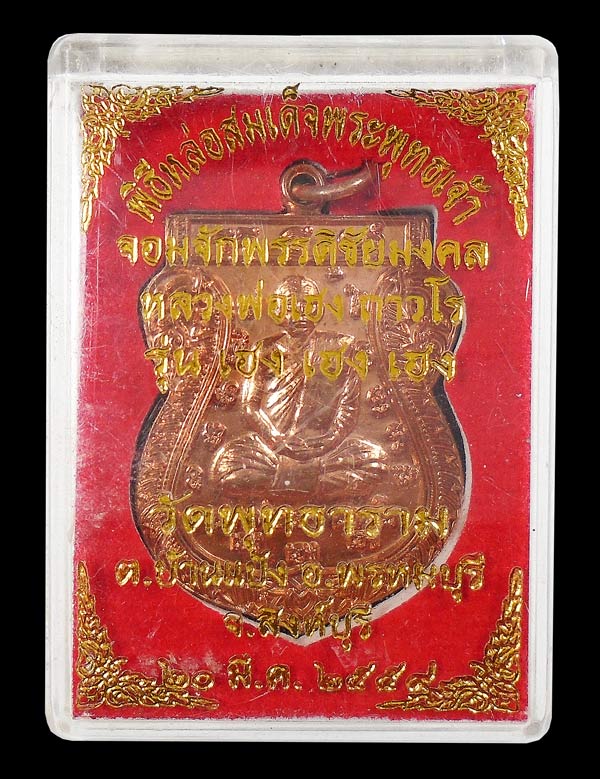 พิธีหล่อสมเด็จพระพุทธเจ้า
จอมจักพรรดิชัยมงคล
หลวงพ่อเฮง ถาวโร
รุ่น เฮง เฮง เฮง
วัดพุทธาราม
ต.บ้านแป้ง อ.พรหมบุรี
จ.สิงห์บุรี
๒๐ มี.ค. ๒๕๕๘